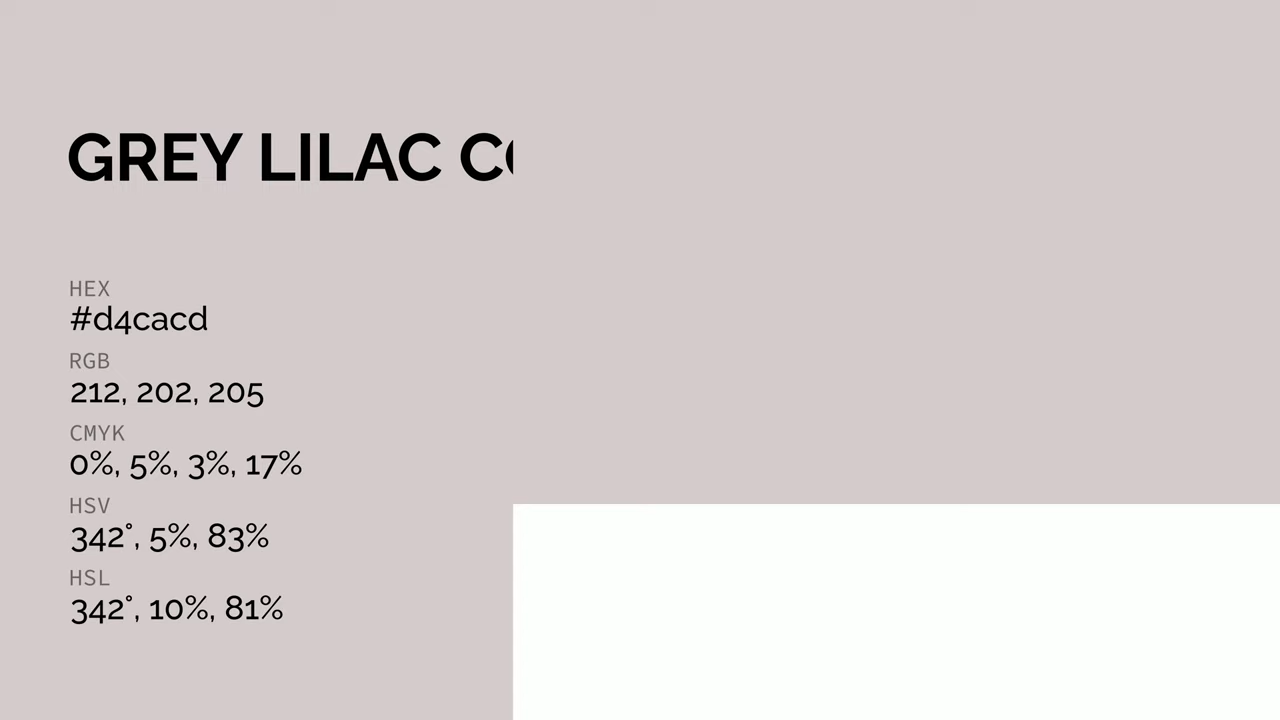 GREY LILAC
HEX
#d4cacd
RGB
212, 202, 205
CMYK
0%, 5%, 3%, 17%
HSV
342°, 5%, 83%
HSL
342°, 10%, 81%